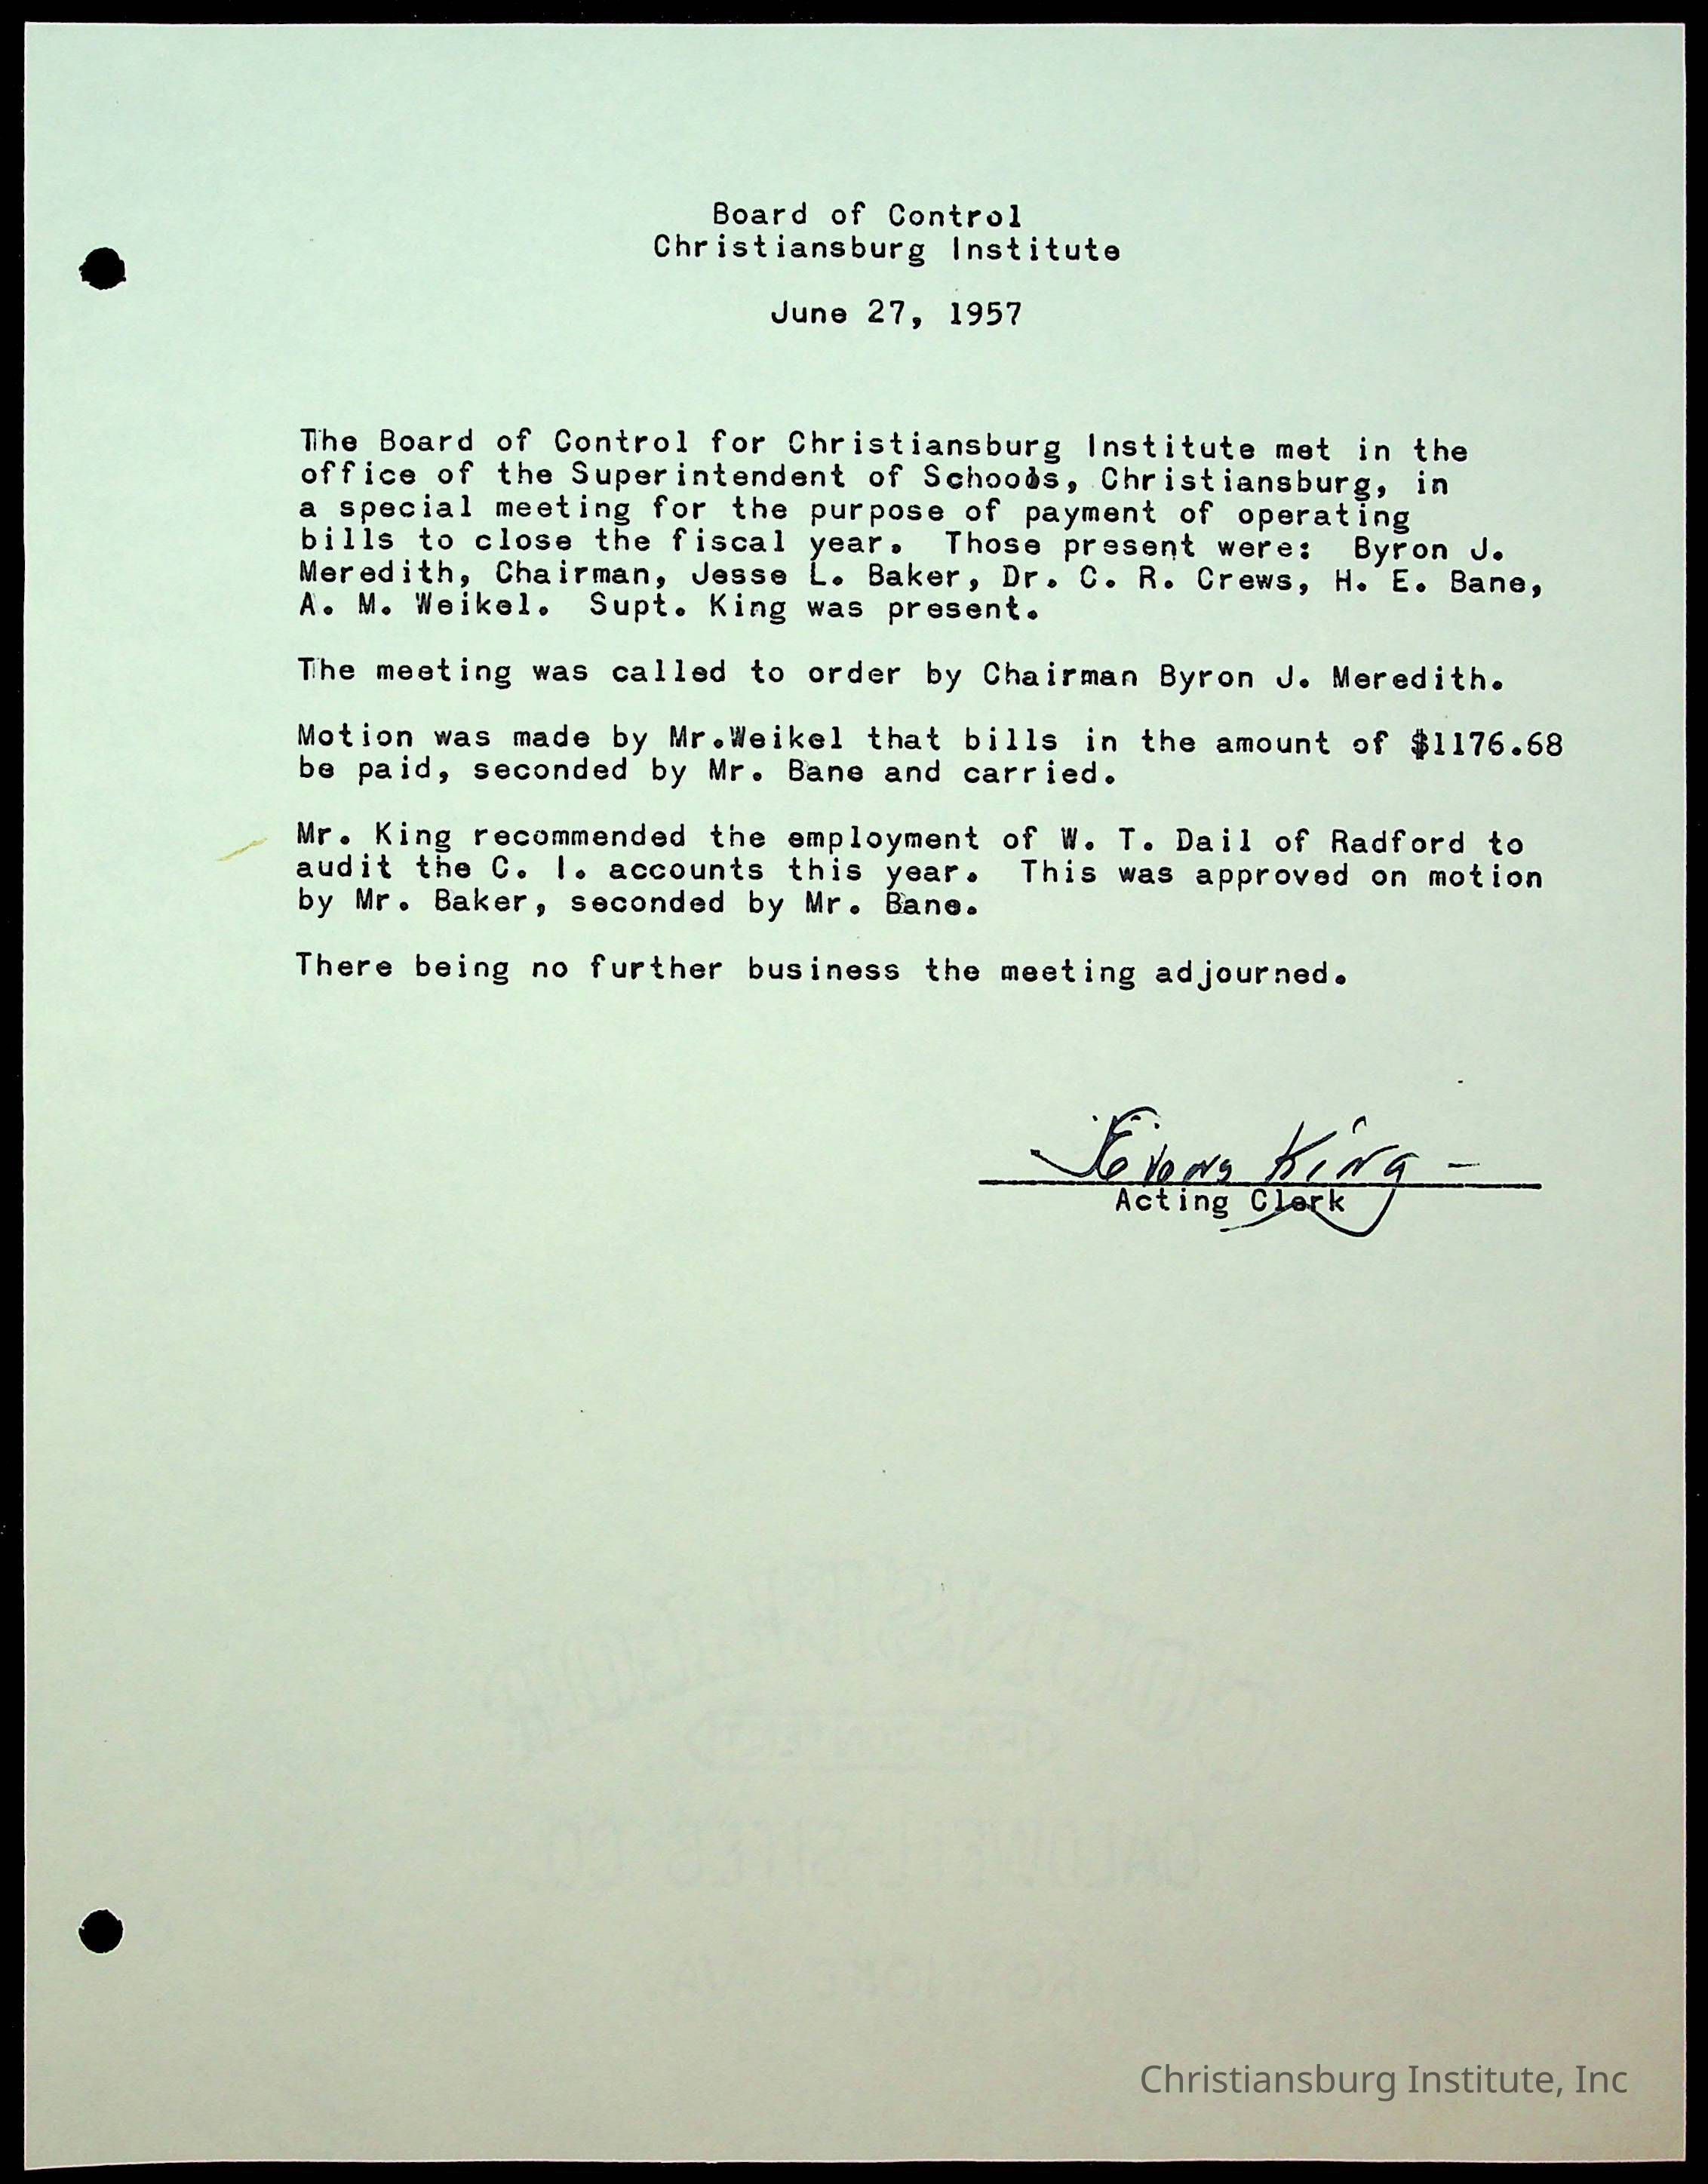 Board of Control
Christiansburg Institute
June 27, 1957
The Board of Control for Christiansburg Institute met in the
office of the Superintendent of Schools, Christiansburg, in
a special meeting for the purpose of payment of operating
bills to close the fiscal year. Those present were: Byron J.
Meredith, Chairman, Jesse L. Baker, Dr. C. R. Crews, H. E. Bane,
A. M. Weikel. Supt. King was present.
The meeting was called to order by Chairman Byron J. Meredith.
Motion was made by Mr.Weikel that bills in the amount of $1176.68
be paid, seconded by Mr. Bane and carried.
Mr. King recommended the employment of W. T. Dail of Radford to
audit the C. I. accounts this year. This was approved on motion
by Mr. Baker, seconded by Mr. Bane.
There being no further business the meeting adjourned.
King
Acting Clerk
Christiansburg Institute, Inc